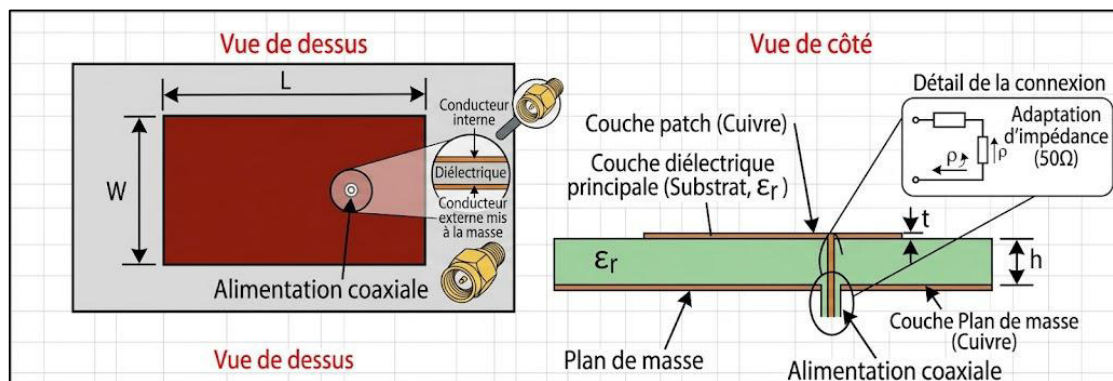 Vue de dessus
L
W
Conducteur
interne
Diélectrique
Conducteur
externe mis
à la masse
Alimentation coaxiale
Vue de dessus
Vue de côté
Détail de la connexion
Adaptation
d'impédance
(50Ω)
ρ
ρ
Couche patch (Cuivre)
Couche diélectrique
principale (Substrat, εr)
t
εr
h
Plan de masse
Couche Plan de masse
(Cuivre)
Alimentation coaxiale